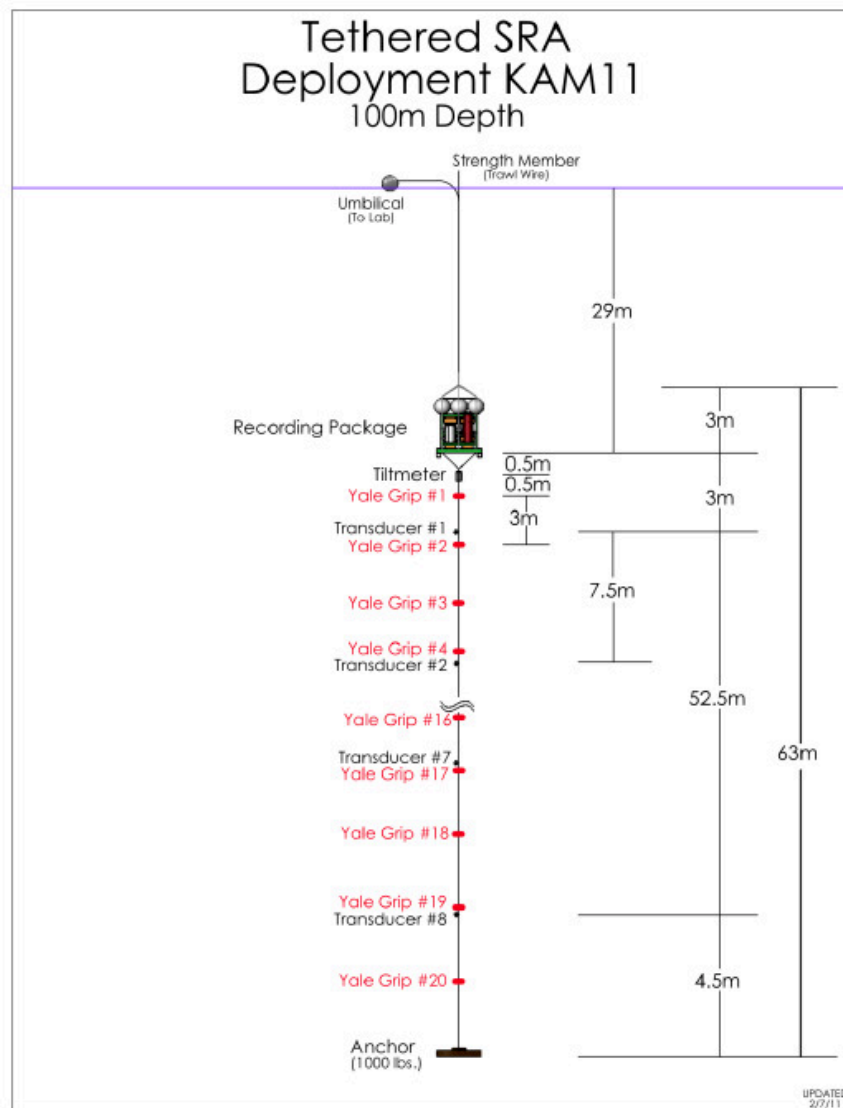 Tethered SRA
Deployment KAM11
100m Depth
Strength Member
(Trawl Wire)
Umbilical
(To Lab)
29m
Recording Package
3m
0.5m
Tiltmeter
0.5m
Yale Grip #1
3m
3m
Transducer #1
Yale Grip #2
7.5m
Yale Grip #3
Yale Grip #4
Transducer #2
52.5m
Yale Grip #16
63m
Transducer #7
Yale Grip #17
Yale Grip #18
Yale Grip #19
Transducer #8
Yale Grip #20
4.5m
Anchor
(1000 lbs.)
UPDATED
2/7/11